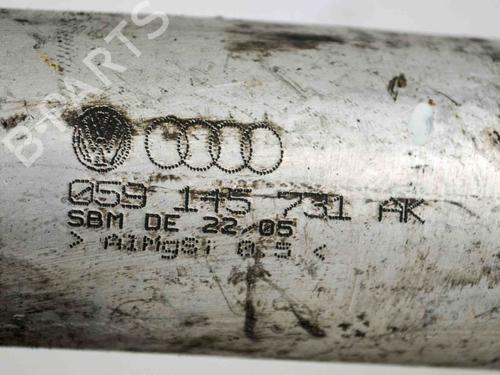 B-PARTS
059 145 731 AK
SBM DE 22/05
> AlMgSi 0.5 <